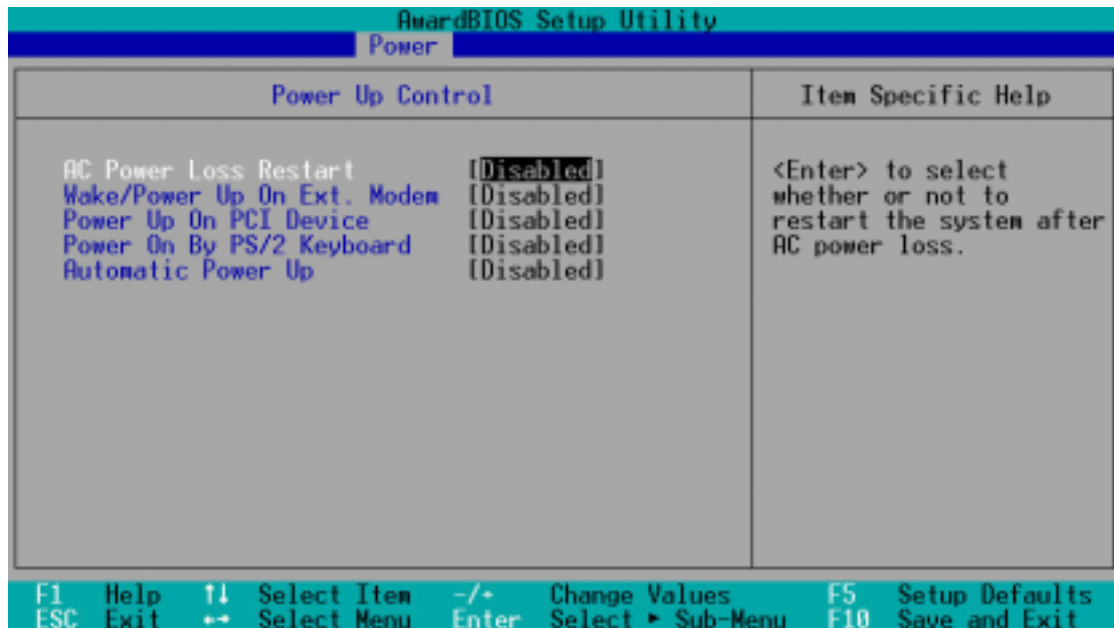 AwardBIOS Setup Utility
Power
Power Up Control
Item Specific Help
AC Power Loss Restart [Disabled]
Wake/Power Up On Ext. Modem [Disabled]
Power Up On PCI Device [Disabled]
Power On By PS/2 Keyboard [Disabled]
Automatic Power Up [Disabled]
<Enter> to select
whether or not to
restart the system after
AC power loss.
F1 Help ↑↓ Select Item -/+ Change Values F5 Setup Defaults
ESC Exit ←→ Select Menu Enter Select ► Sub-Menu F10 Save and Exit